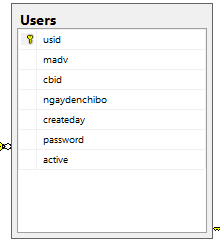 Users
usid
madv
cbid
ngaydenchibo
createday
password
active